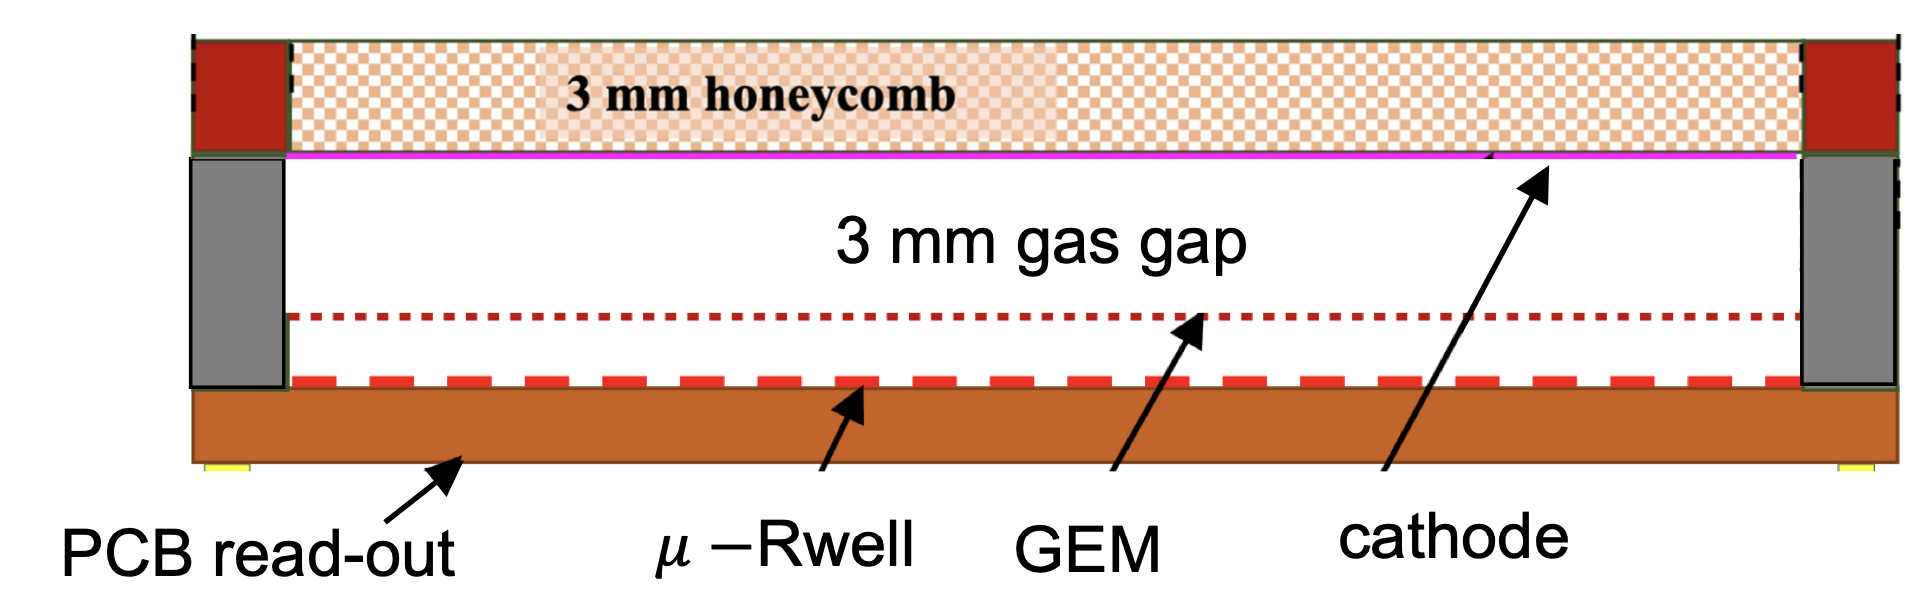 3 mm honeycomb
3 mm gas gap
PCB read-out
μ −Rwell
GEM
cathode